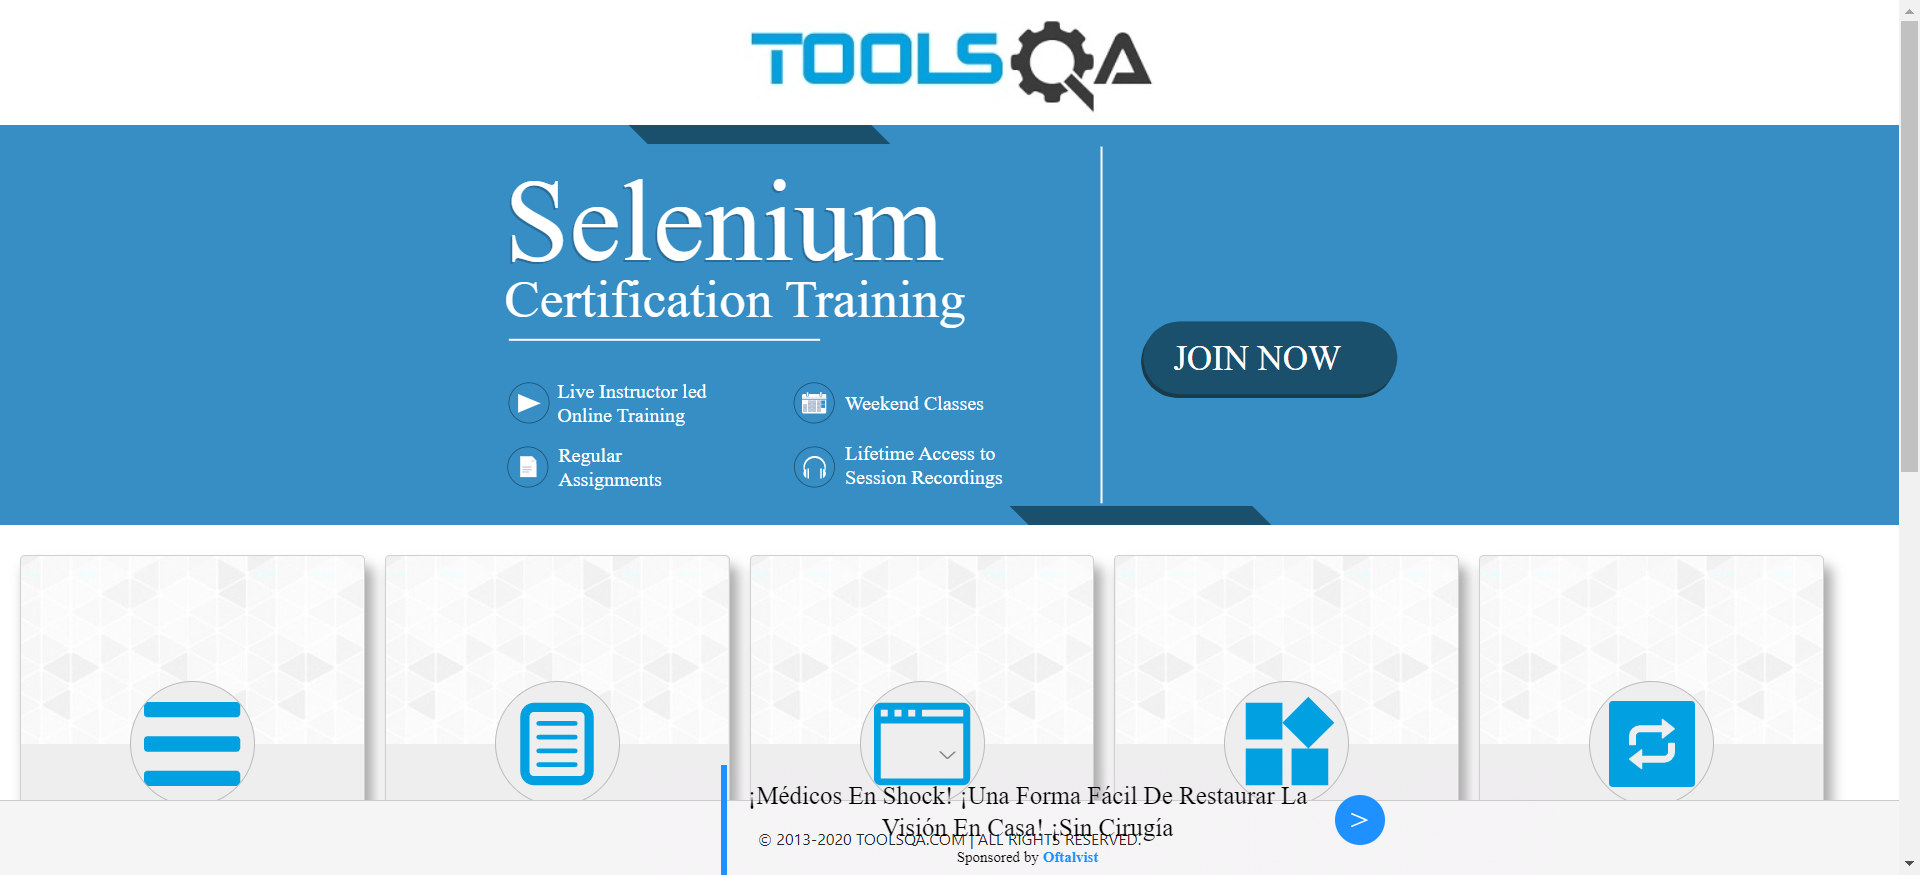 TOOLSQA
Selenium
Certification Training
Live Instructor led
Online Training
Weekend Classes
Regular
Assignments
Lifetime Access to
Session Recordings
JOIN NOW
¡Médicos En Shock! ¡Una Forma Fácil De Restaurar La
Visión En Casa! ¡Sin Cirugía
>
© 2013-2020 TOOLSQA.COM | ALL RIGHTS RESERVED.
Sponsored by Oftalvist